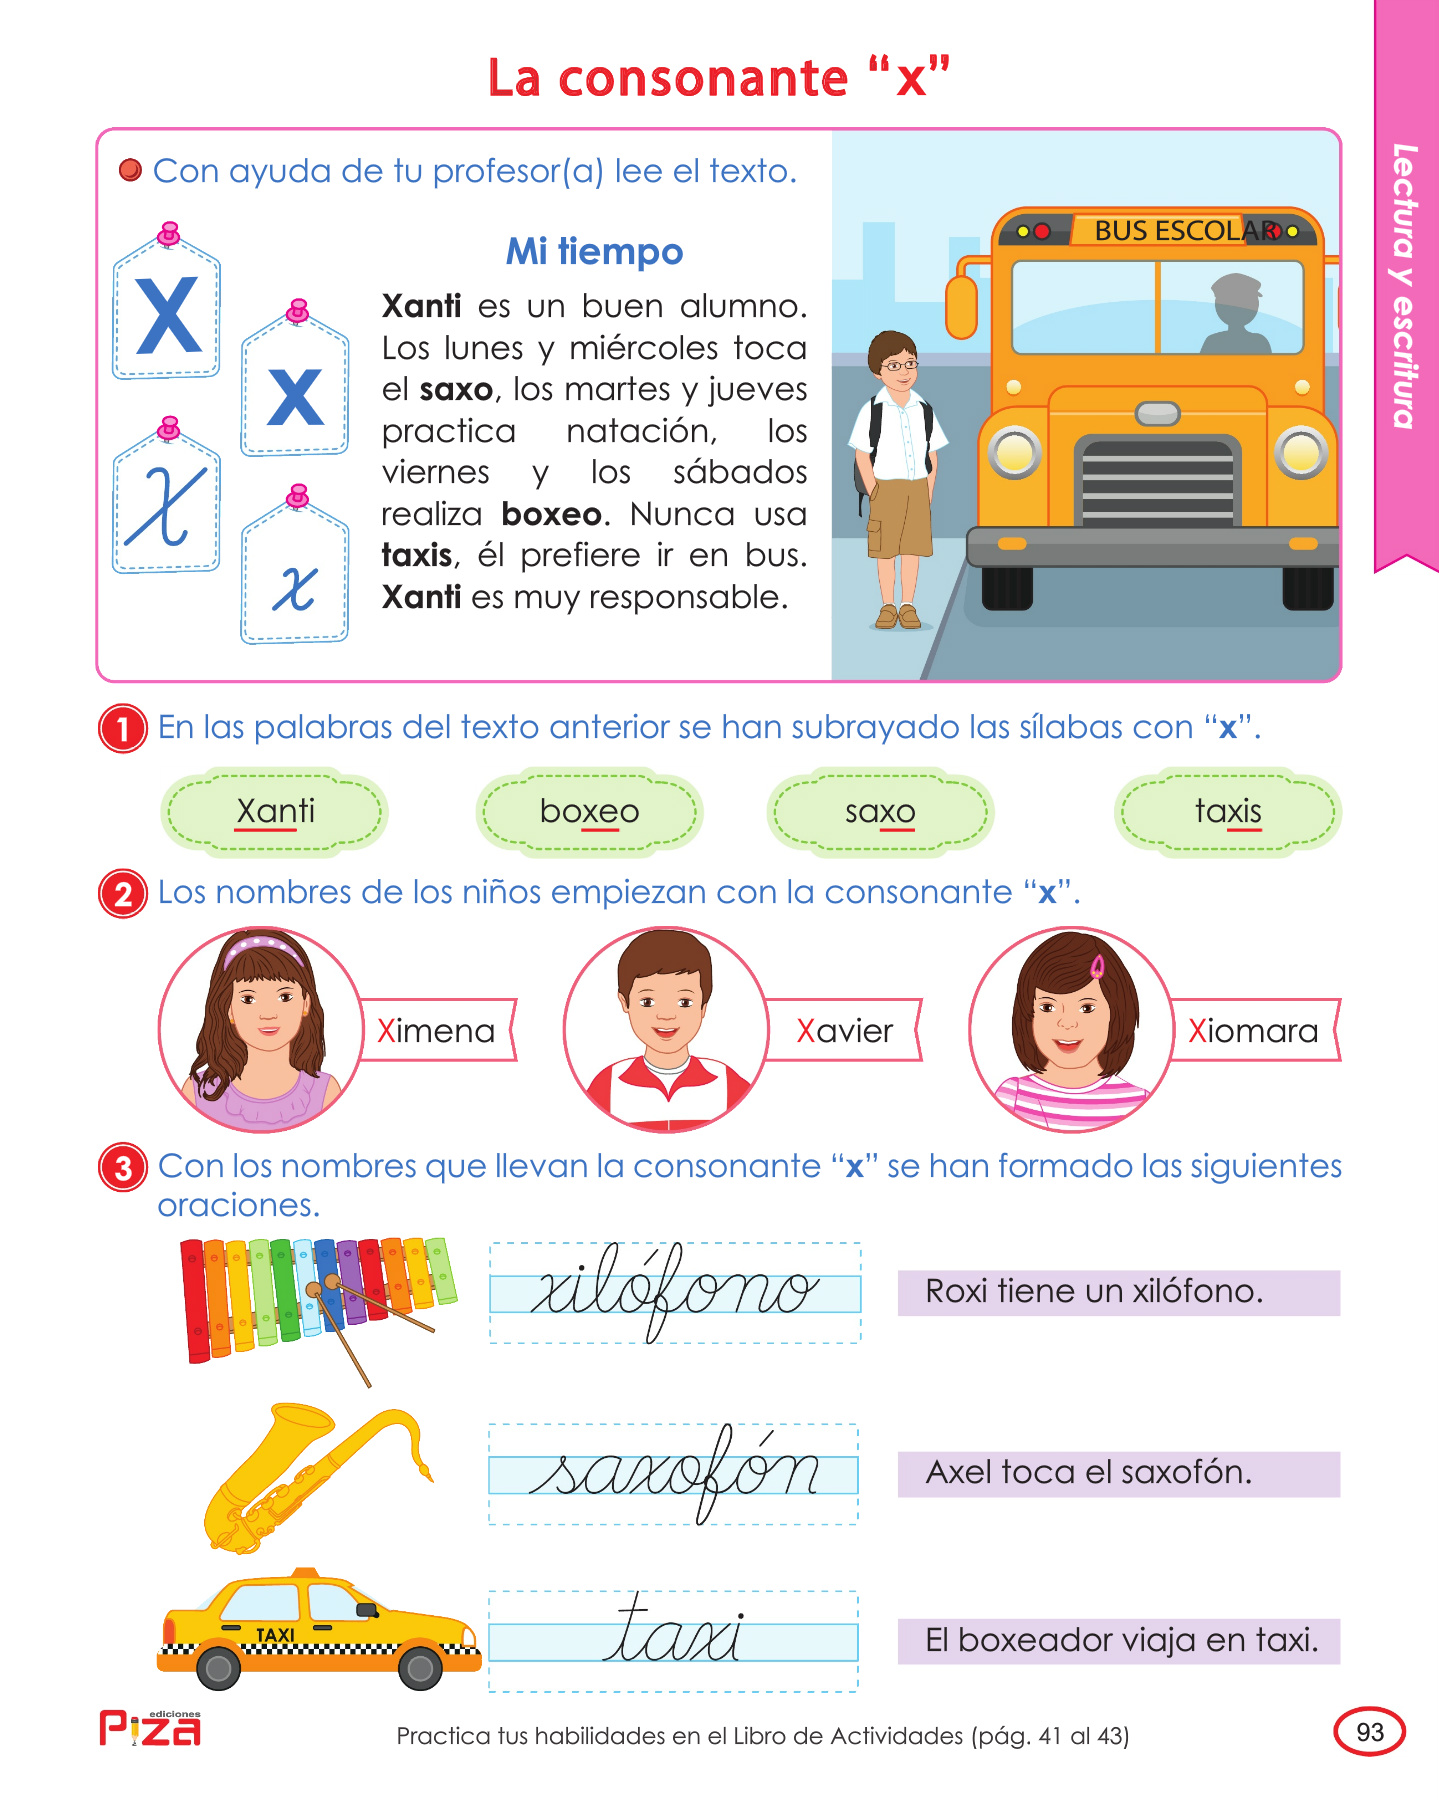 La consonante “x”
Lectura y escritura
Con ayuda de tu profesor(a) lee el texto.
X
x
X
x
Mi tiempo
Xanti es un buen alumno.
Los lunes y miércoles toca
el saxo, los martes y jueves
practica natación, los
viernes y los sábados
realiza boxeo. Nunca usa
taxis, él prefiere ir en bus.
Xanti es muy responsable.
BUS ESCOLAR
1 En las palabras del texto anterior se han subrayado las sílabas con “x”.
Xanti boxeo saxo taxis
2 Los nombres de los niños empiezan con la consonante “x”.
Ximena Xavier Xiomara
3 Con los nombres que llevan la consonante “x” se han formado las siguientes
oraciones.
xilófono
Roxi tiene un xilófono.
saxofón
Axel toca el saxofón.
TAXI
taxi
El boxeador viaja en taxi.
ediciones
Piza
Practica tus habilidades en el Libro de Actividades (pág. 41 al 43)
93